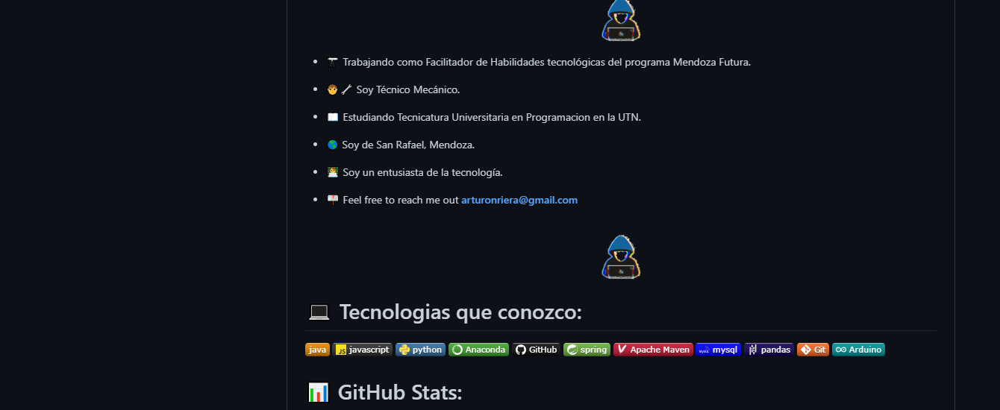 Trabajando como Facilitador de Habilidades tecnológicas del programa Mendoza Futura.
Soy Técnico Mecánico.
Estudiando Tecnicatura Universitaria en Programacion en la UTN.
Soy de San Rafael, Mendoza.
Soy un entusiasta de la tecnología.
Feel free to reach me out arturonriera@gmail.com
Tecnologias que conozco:
java JS javascript python Anaconda GitHub spring Apache Maven MySQL mysql pandas Git Arduino
GitHub Stats: